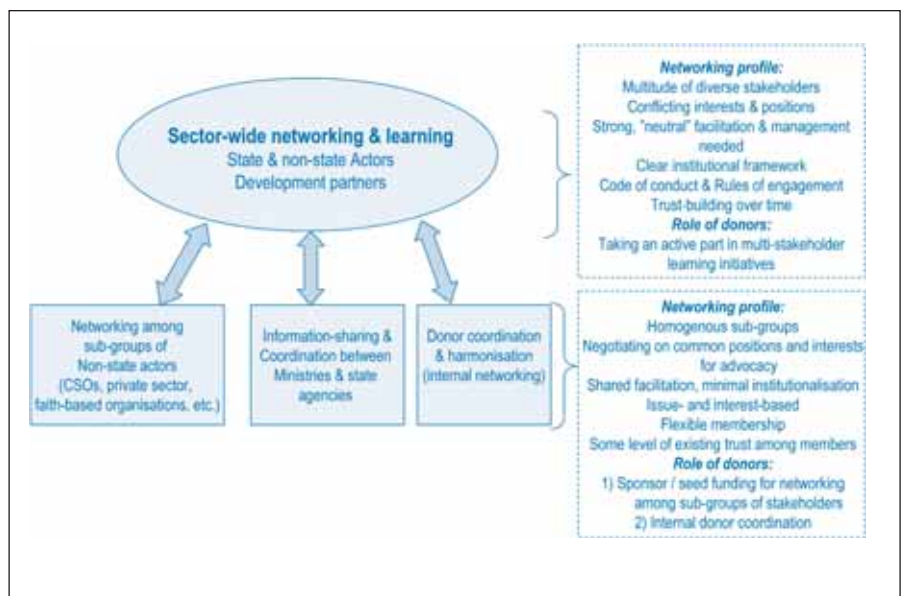 Sector-wide networking & learning
State & non-state Actors
Development partners
Networking profile:
Multitude of diverse stakeholders
Conflicting interests & positions
Strong, "neutral" facilitation & management
needed
Clear institutional framework
Code of conduct & Rules of engagement
Trust-building over time
Role of donors:
Taking an active part in multi-stakeholder
learning initiatives
Networking among
sub-groups of
Non-state actors
(CSOs, private sector,
faith-based organisations, etc.)
Information-sharing &
Coordination between
Ministries & state
agencies
Donor coordination
& harmonisation
(internal networking)
Networking profile:
Homogenous sub-groups
Negotiating on common positions and interests
for advocacy
Shared facilitation, minimal institutionalisation
Issue- and interest-based
Flexible membership
Some level of existing trust among members
Role of donors:
1) Sponsor / seed funding for networking
among sub-groups of stakeholders
2) Internal donor coordination